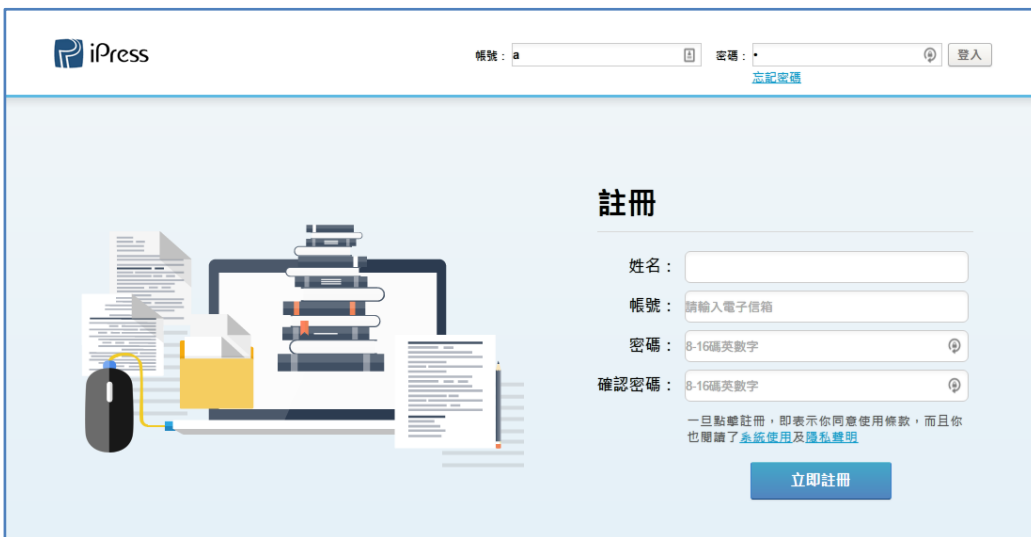 iPress
帳號：a
密碼：•
登入
忘記密碼
註冊
姓名：
帳號：請輸入電子信箱
密碼：8-16碼英數字
確認密碼：8-16碼英數字
一旦點擊註冊，即表示你同意使用條款，而且你
也閱讀了系統使用及隱私聲明
立即註冊